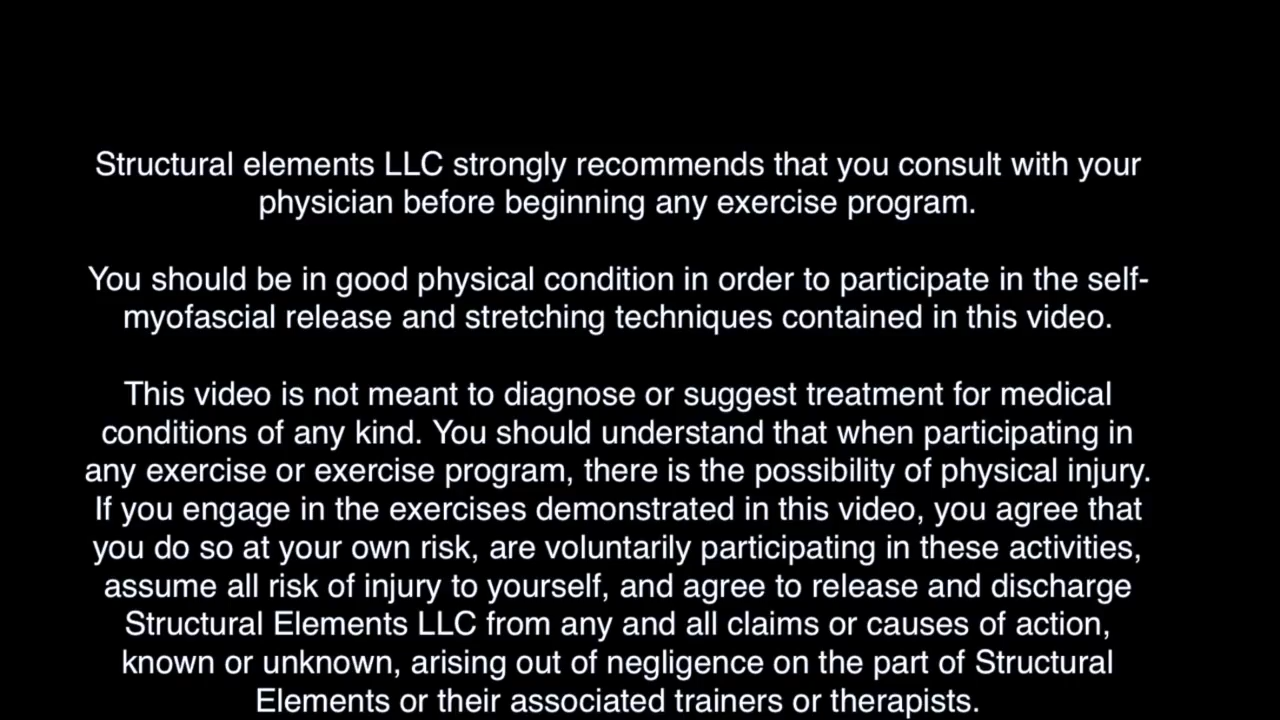 Structural elements LLC strongly recommends that you consult with your
physician before beginning any exercise program.
You should be in good physical condition in order to participate in the self-
myofascial release and stretching techniques contained in this video.
This video is not meant to diagnose or suggest treatment for medical
conditions of any kind. You should understand that when participating in
any exercise or exercise program, there is the possibility of physical injury.
If you engage in the exercises demonstrated in this video, you agree that
you do so at your own risk, are voluntarily participating in these activities,
assume all risk of injury to yourself, and agree to release and discharge
Structural Elements LLC from any and all claims or causes of action,
known or unknown, arising out of negligence on the part of Structural
Elements or their associated trainers or therapists.